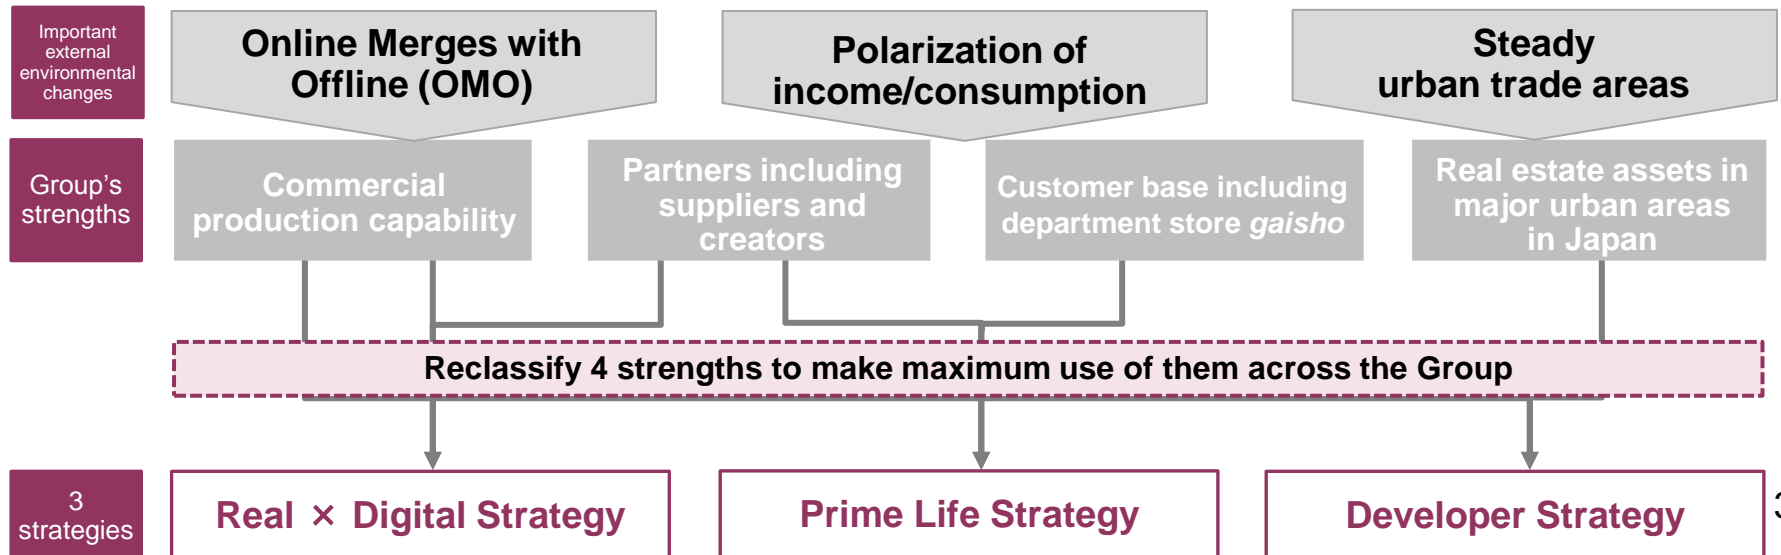 Important
external
environmental
changes
Online Merges with
Offline (OMO)
Polarization of
income/consumption
Steady
urban trade areas
Group's
strengths
Commercial
production capability
Partners including
suppliers and
creators
Customer base including
department store gaisho
Real estate assets in
major urban areas
in Japan
Reclassify 4 strengths to make maximum use of them across the Group
3
strategies
Real × Digital Strategy
Prime Life Strategy
Developer Strategy